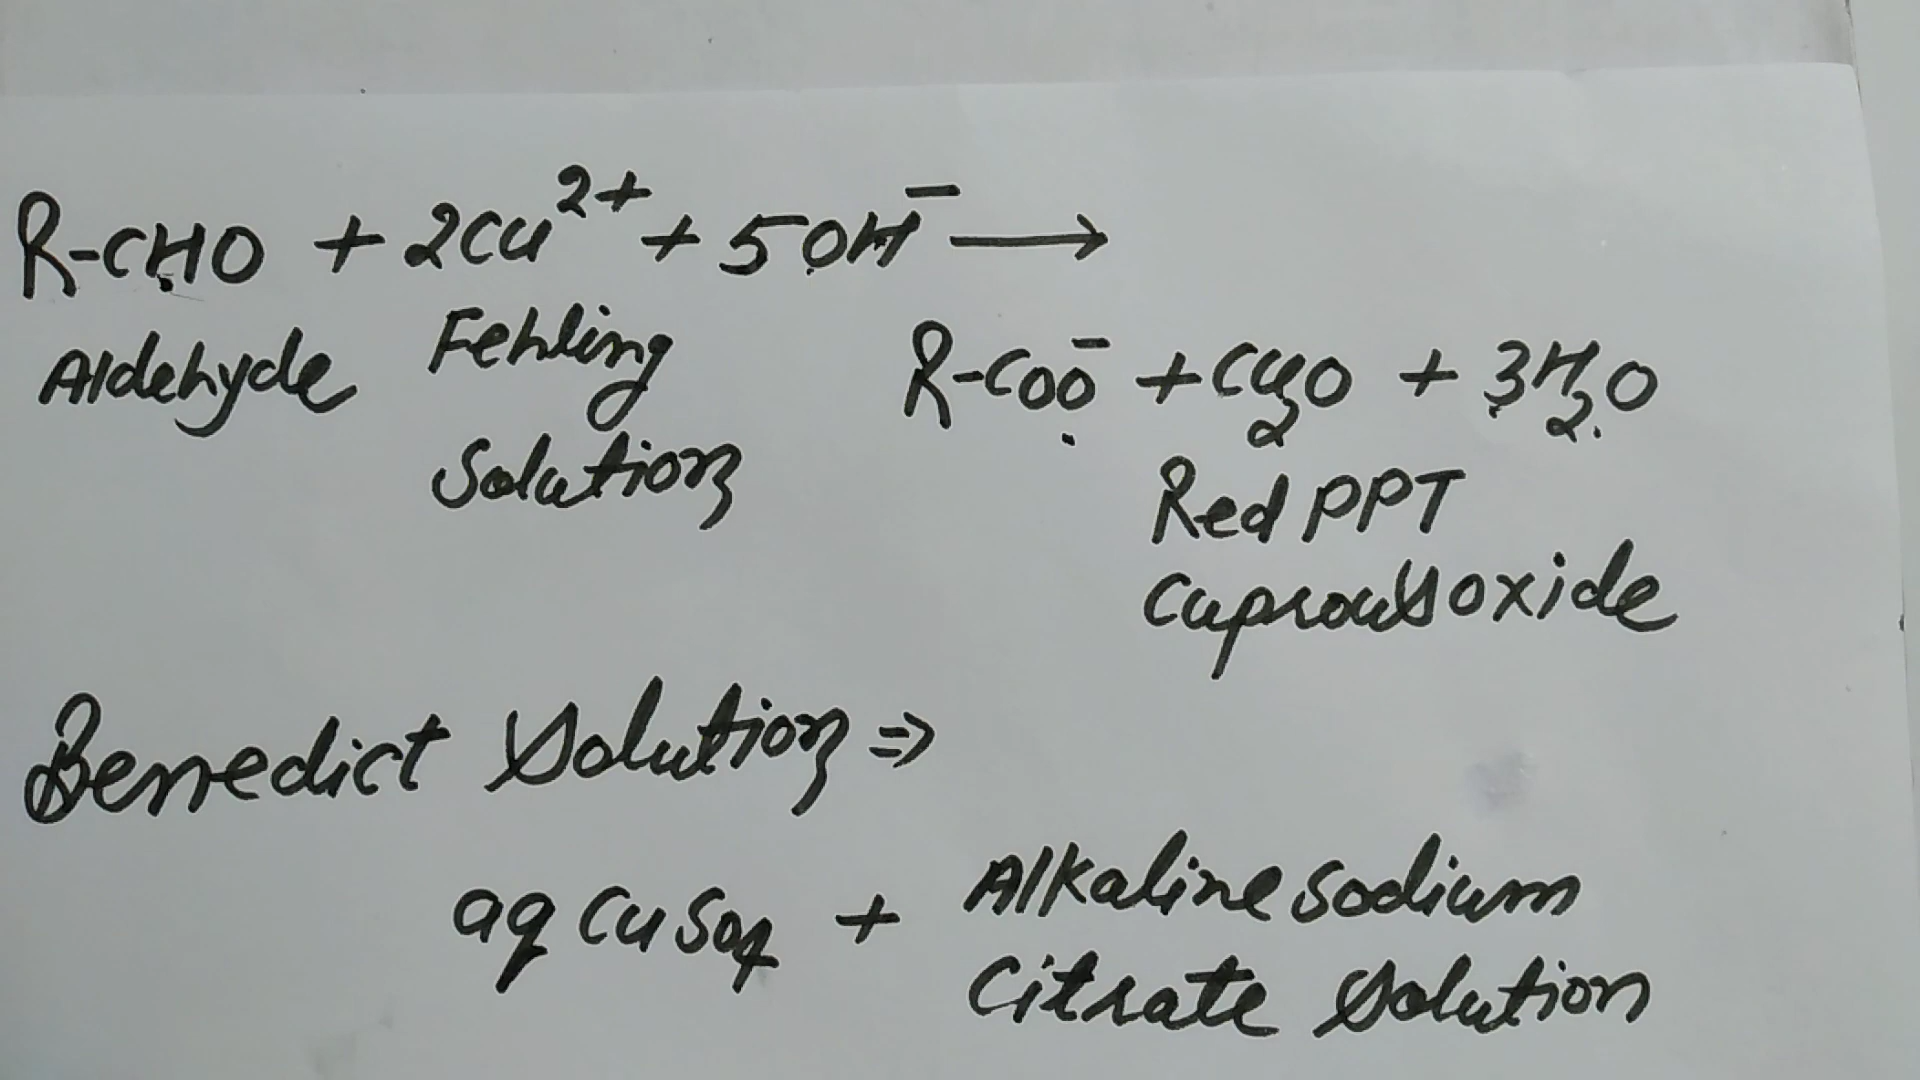 R-CHO + 2Cu²⁺ + 5OH⁻ ⟶
Aldehyde Fehling
Solution
R-COO⁻ + Cu₂O + 3H₂O
Red PPT
Cuprous oxide
Benedict Solution ⇒
aq CuSO₄ + Alkaline Sodium
Citrate Solution